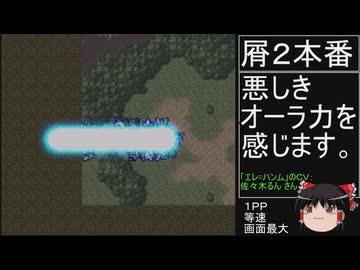 屑２本番
悪しき
オーラ力を
感じます。
「エレ=ハンム」のCV：
佐々木るん さん
１PP
等速
画面最大